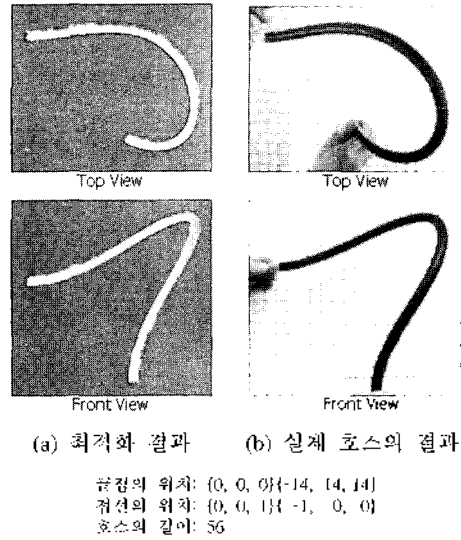 Top View
Top View
Front View
Front View
(a) 최적화 결과
(b) 실제 호스의 결과
끝점의 위치: {0, 0, 0}{-14, 14, 14}
접선의 위치: {0, 0, 1}{ -1, 0, 0}
호스의 길이: 56